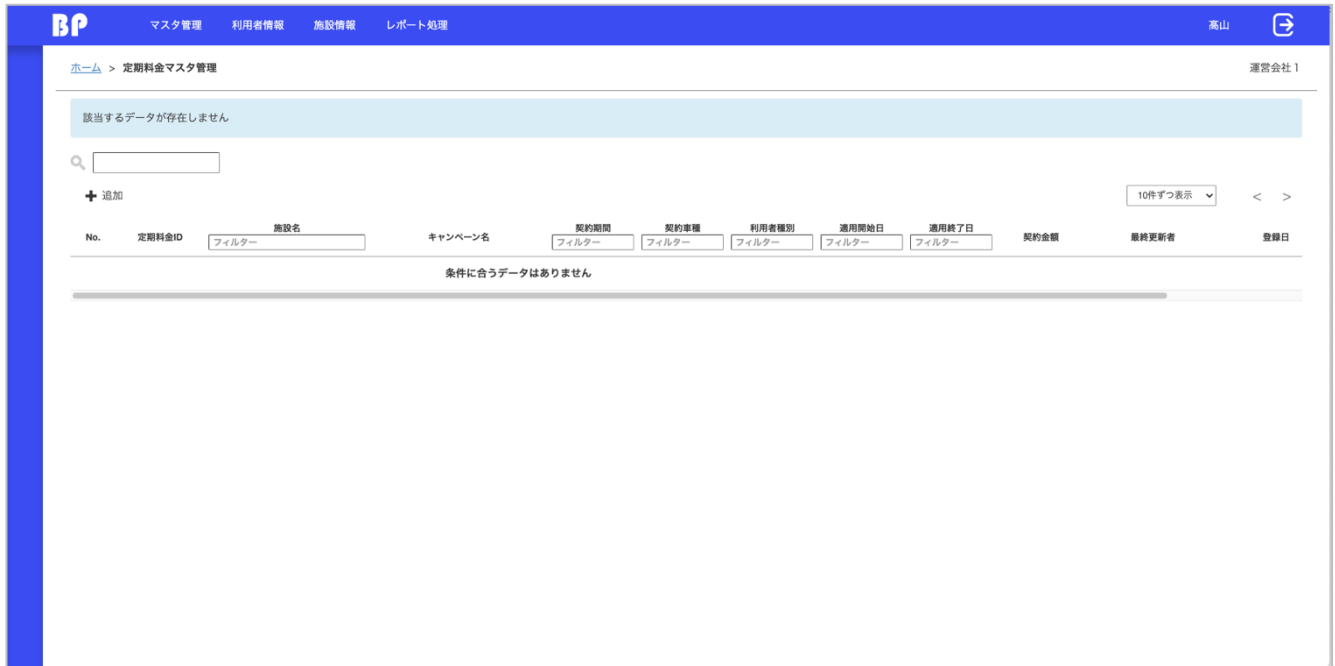 BP マスタ管理 利用者情報 施設情報 レポート処理 高山
ホーム > 定期料金マスタ管理 運営会社1
該当するデータが存在しません
追加 10件ずつ表示 < >
No. 定期料金ID 施設名 キャンペーン名 契約期間 契約車種 利用者種別 適用開始日 適用終了日 契約金額 最終更新者 登録日
フィルター フィルター フィルター フィルター フィルター フィルター
条件に合うデータはありません